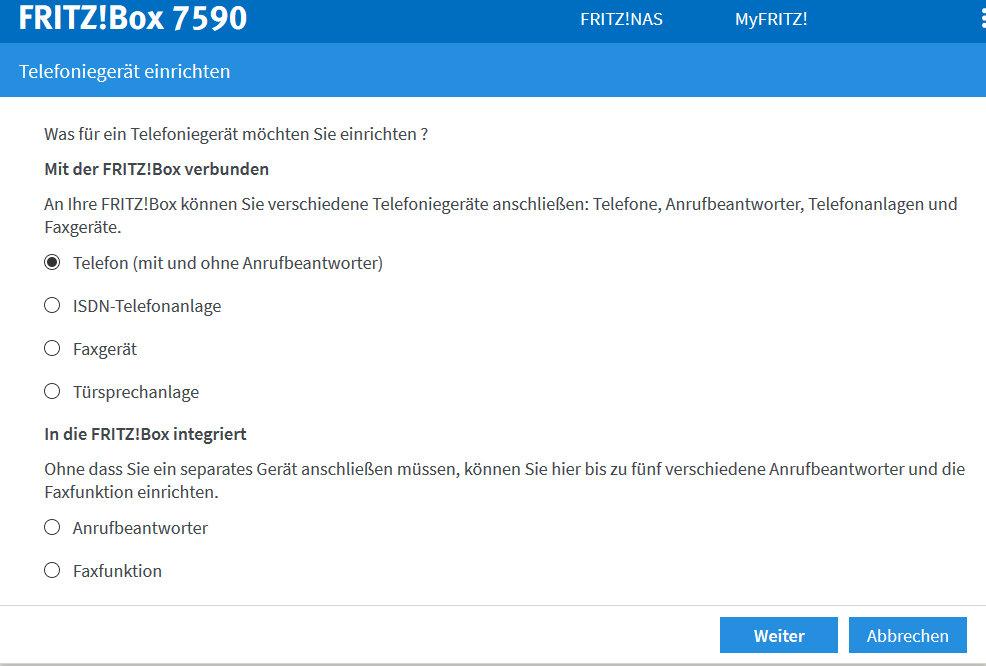 FRITZ!Box 7590
FRITZ!NAS
MyFRITZ!
Telefoniegerät einrichten
Was für ein Telefoniegerät möchten Sie einrichten ?
Mit der FRITZ!Box verbunden
An Ihre FRITZ!Box können Sie verschiedene Telefoniegeräte anschließen: Telefone, Anrufbeantworter, Telefonanlagen und
Faxgeräte.
Telefon (mit und ohne Anrufbeantworter)
ISDN-Telefonanlage
Faxgerät
Türsprechanlage
In die FRITZ!Box integriert
Ohne dass Sie ein separates Gerät anschließen müssen, können Sie hier bis zu fünf verschiedene Anrufbeantworter und die
Faxfunktion einrichten.
Anrufbeantworter
Faxfunktion
Weiter
Abbrechen